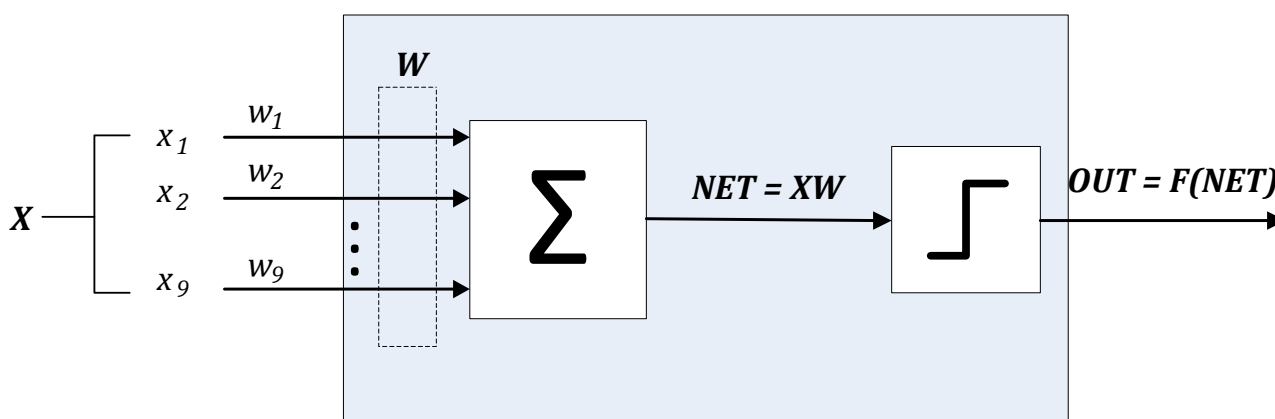 W
x1 w1
x2 w2
X
x9 w9
Σ
NET = XW
OUT = F(NET)